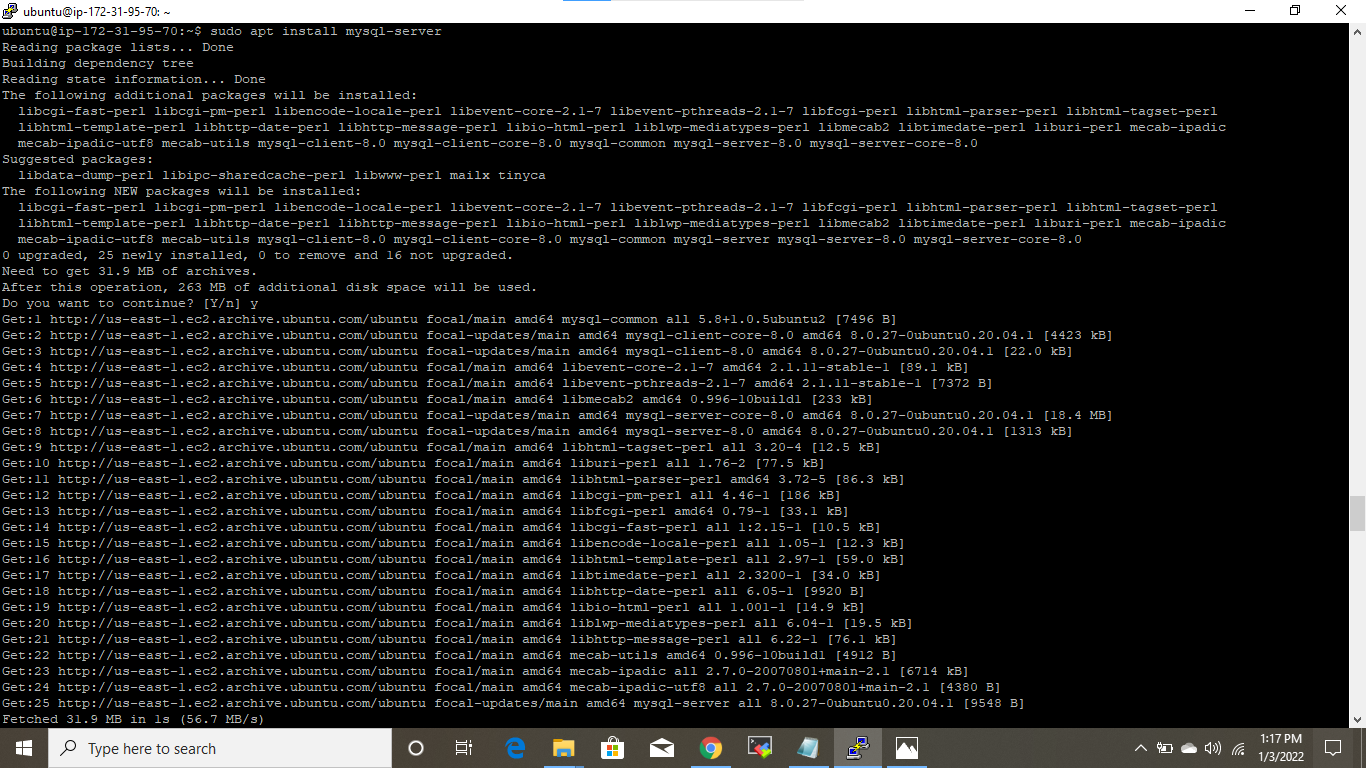 ubuntu@ip-172-31-95-70: ~
ubuntu@ip-172-31-95-70:~$ sudo apt install mysql-server
Reading package lists... Done
Building dependency tree
Reading state information... Done
The following additional packages will be installed:
  libcgi-fast-perl libcgi-pm-perl libencode-locale-perl libevent-core-2.1-7 libevent-pthreads-2.1-7 libfcgi-perl libhtml-parser-perl libhtml-tagset-perl
  libhtml-template-perl libhttp-date-perl libhttp-message-perl libio-html-perl liblwp-mediatypes-perl libmecab2 libtimedate-perl liburi-perl mecab-ipadic
  mecab-ipadic-utf8 mecab-utils mysql-client-8.0 mysql-client-core-8.0 mysql-common mysql-server-8.0 mysql-server-core-8.0
Suggested packages:
  libdata-dump-perl libipc-sharedcache-perl libwww-perl mailx tinyca
The following NEW packages will be installed:
  libcgi-fast-perl libcgi-pm-perl libencode-locale-perl libevent-core-2.1-7 libevent-pthreads-2.1-7 libfcgi-perl libhtml-parser-perl libhtml-tagset-perl
  libhtml-template-perl libhttp-date-perl libhttp-message-perl libio-html-perl liblwp-mediatypes-perl libmecab2 libtimedate-perl liburi-perl mecab-ipadic
  mecab-ipadic-utf8 mecab-utils mysql-client-8.0 mysql-client-core-8.0 mysql-common mysql-server mysql-server-8.0 mysql-server-core-8.0
0 upgraded, 25 newly installed, 0 to remove and 16 not upgraded.
Need to get 31.9 MB of archives.
After this operation, 263 MB of additional disk space will be used.
Do you want to continue? [Y/n] y
Get:1 http://us-east-1.ec2.archive.ubuntu.com/ubuntu focal/main amd64 mysql-common all 5.8+1.0.5ubuntu2 [7496 B]
Get:2 http://us-east-1.ec2.archive.ubuntu.com/ubuntu focal-updates/main amd64 mysql-client-core-8.0 amd64 8.0.27-0ubuntu0.20.04.1 [4423 kB]
Get:3 http://us-east-1.ec2.archive.ubuntu.com/ubuntu focal-updates/main amd64 mysql-client-8.0 amd64 8.0.27-0ubuntu0.20.04.1 [22.0 kB]
Get:4 http://us-east-1.ec2.archive.ubuntu.com/ubuntu focal/main amd64 libevent-core-2.1-7 amd64 2.1.11-stable-1 [89.1 kB]
Get:5 http://us-east-1.ec2.archive.ubuntu.com/ubuntu focal/main amd64 libevent-pthreads-2.1-7 amd64 2.1.11-stable-1 [7372 B]
Get:6 http://us-east-1.ec2.archive.ubuntu.com/ubuntu focal/main amd64 libmecab2 amd64 0.996-10build1 [233 kB]
Get:7 http://us-east-1.ec2.archive.ubuntu.com/ubuntu focal-updates/main amd64 mysql-server-core-8.0 amd64 8.0.27-0ubuntu0.20.04.1 [18.4 MB]
Get:8 http://us-east-1.ec2.archive.ubuntu.com/ubuntu focal-updates/main amd64 mysql-server-8.0 amd64 8.0.27-0ubuntu0.20.04.1 [1313 kB]
Get:9 http://us-east-1.ec2.archive.ubuntu.com/ubuntu focal/main amd64 libhtml-tagset-perl all 3.20-4 [12.5 kB]
Get:10 http://us-east-1.ec2.archive.ubuntu.com/ubuntu focal/main amd64 liburi-perl all 1.76-2 [77.5 kB]
Get:11 http://us-east-1.ec2.archive.ubuntu.com/ubuntu focal/main amd64 libhtml-parser-perl amd64 3.72-5 [86.3 kB]
Get:12 http://us-east-1.ec2.archive.ubuntu.com/ubuntu focal/main amd64 libcgi-pm-perl all 4.46-1 [186 kB]
Get:13 http://us-east-1.ec2.archive.ubuntu.com/ubuntu focal/main amd64 libfcgi-perl amd64 0.79-1 [33.1 kB]
Get:14 http://us-east-1.ec2.archive.ubuntu.com/ubuntu focal/main amd64 libcgi-fast-perl all 1:2.15-1 [10.5 kB]
Get:15 http://us-east-1.ec2.archive.ubuntu.com/ubuntu focal/main amd64 libencode-locale-perl all 1.05-1 [12.3 kB]
Get:16 http://us-east-1.ec2.archive.ubuntu.com/ubuntu focal/main amd64 libhtml-template-perl all 2.97-1 [59.0 kB]
Get:17 http://us-east-1.ec2.archive.ubuntu.com/ubuntu focal/main amd64 libtimedate-perl all 2.3200-1 [34.0 kB]
Get:18 http://us-east-1.ec2.archive.ubuntu.com/ubuntu focal/main amd64 libhttp-date-perl all 6.05-1 [9920 B]
Get:19 http://us-east-1.ec2.archive.ubuntu.com/ubuntu focal/main amd64 libio-html-perl all 1.001-1 [14.9 kB]
Get:20 http://us-east-1.ec2.archive.ubuntu.com/ubuntu focal/main amd64 liblwp-mediatypes-perl all 6.04-1 [19.5 kB]
Get:21 http://us-east-1.ec2.archive.ubuntu.com/ubuntu focal/main amd64 libhttp-message-perl all 6.22-1 [76.1 kB]
Get:22 http://us-east-1.ec2.archive.ubuntu.com/ubuntu focal/main amd64 mecab-utils amd64 0.996-10build1 [4912 B]
Get:23 http://us-east-1.ec2.archive.ubuntu.com/ubuntu focal/main amd64 mecab-ipadic all 2.7.0-20070801+main-2.1 [6714 kB]
Get:24 http://us-east-1.ec2.archive.ubuntu.com/ubuntu focal/main amd64 mecab-ipadic-utf8 all 2.7.0-20070801+main-2.1 [4380 B]
Get:25 http://us-east-1.ec2.archive.ubuntu.com/ubuntu focal-updates/main amd64 mysql-server all 8.0.27-0ubuntu0.20.04.1 [9548 B]
Fetched 31.9 MB in 1s (56.7 MB/s)
Type here to search
1:17 PM
1/3/2022